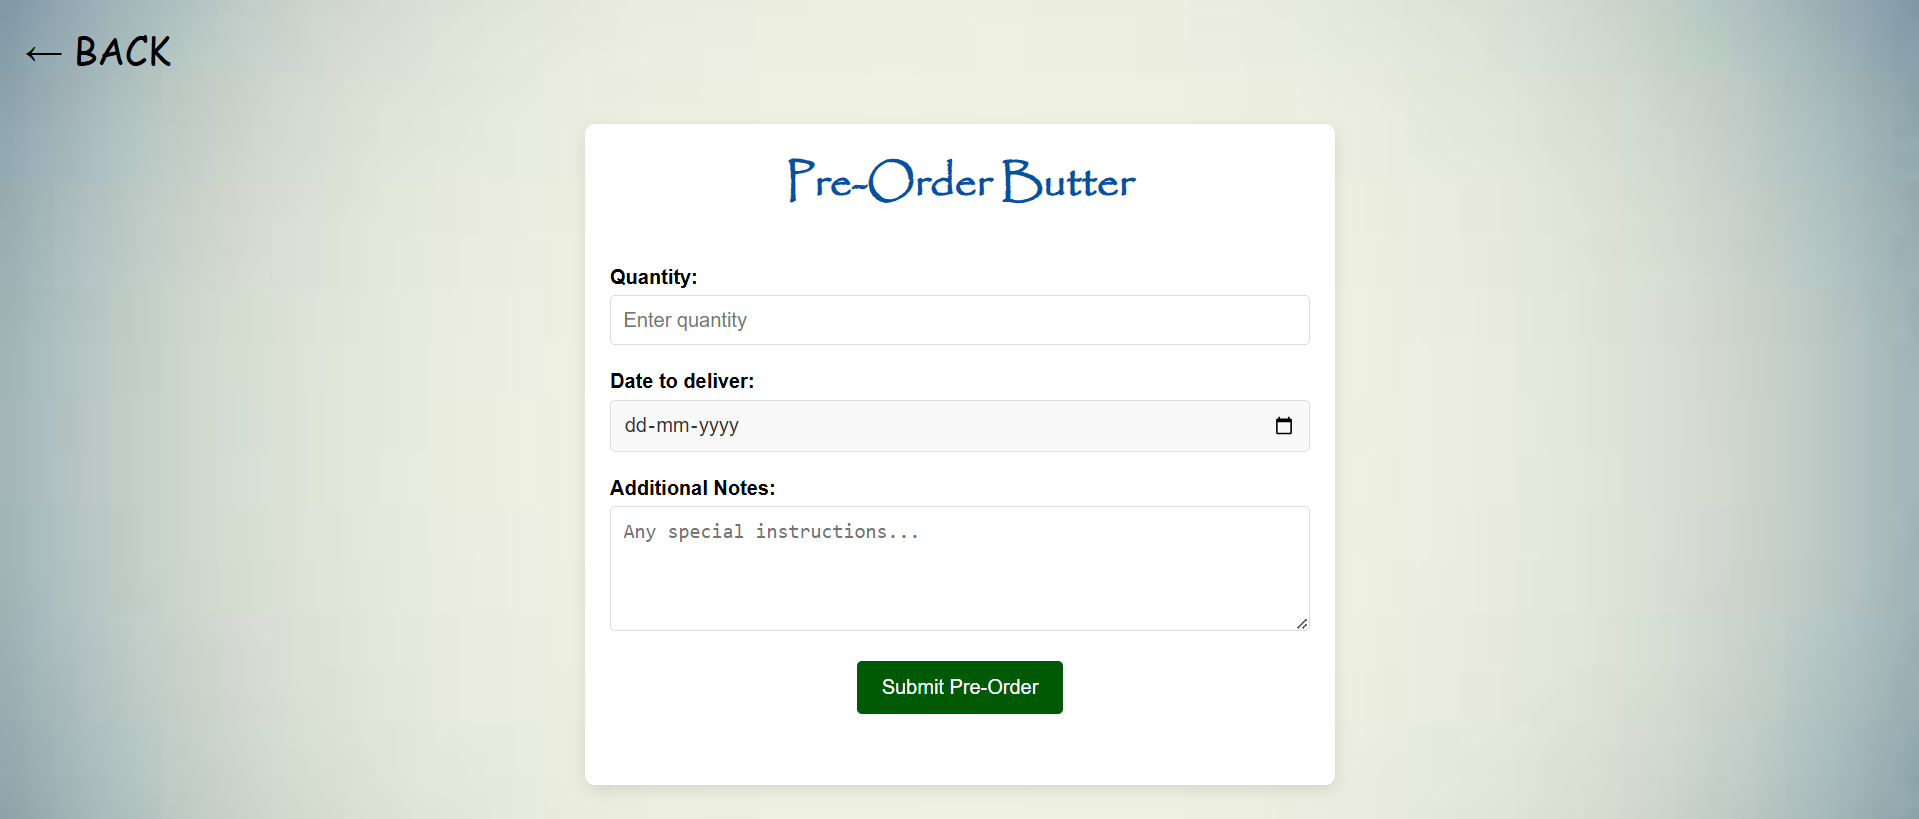 ← BACK
Pre-Order Butter
Quantity:
Enter quantity
Date to deliver:
dd-mm-yyyy
Additional Notes:
Any special instructions...
Submit Pre-Order